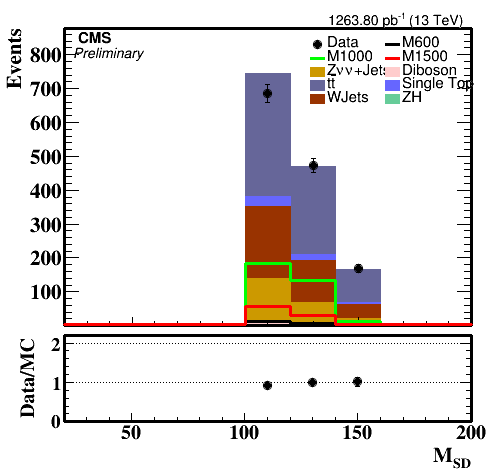 1263.80 pb⁻¹ (13 TeV)
CMS
Preliminary
Events
Data
M600
M1000
M1500
Zνν+Jets
Diboson
tt
Single Top
WJets
ZH
800
700
600
500
400
300
200
100
Data/MC
2
1
0
50
100
150
200
M_SD